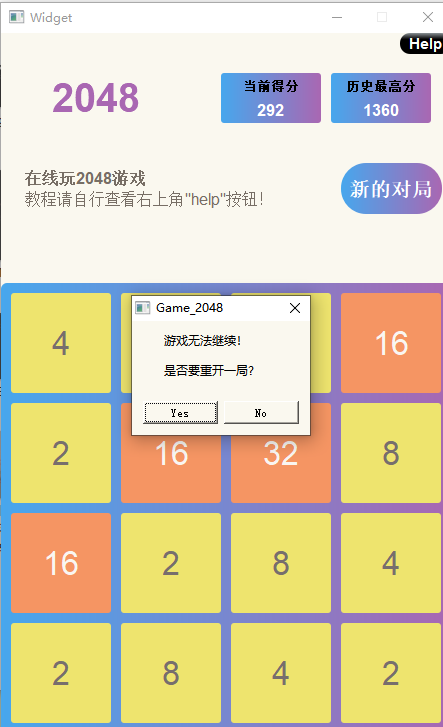 Widget
Help
2048
当前得分
292
历史最高分
1360
在线玩2048游戏
教程请自行查看右上角"help"按钮!
新的对局
Game_2048
游戏无法继续!
是否要重开一局?
Yes
No
4
16
2
16
32
8
16
2
8
4
2
8
4
2